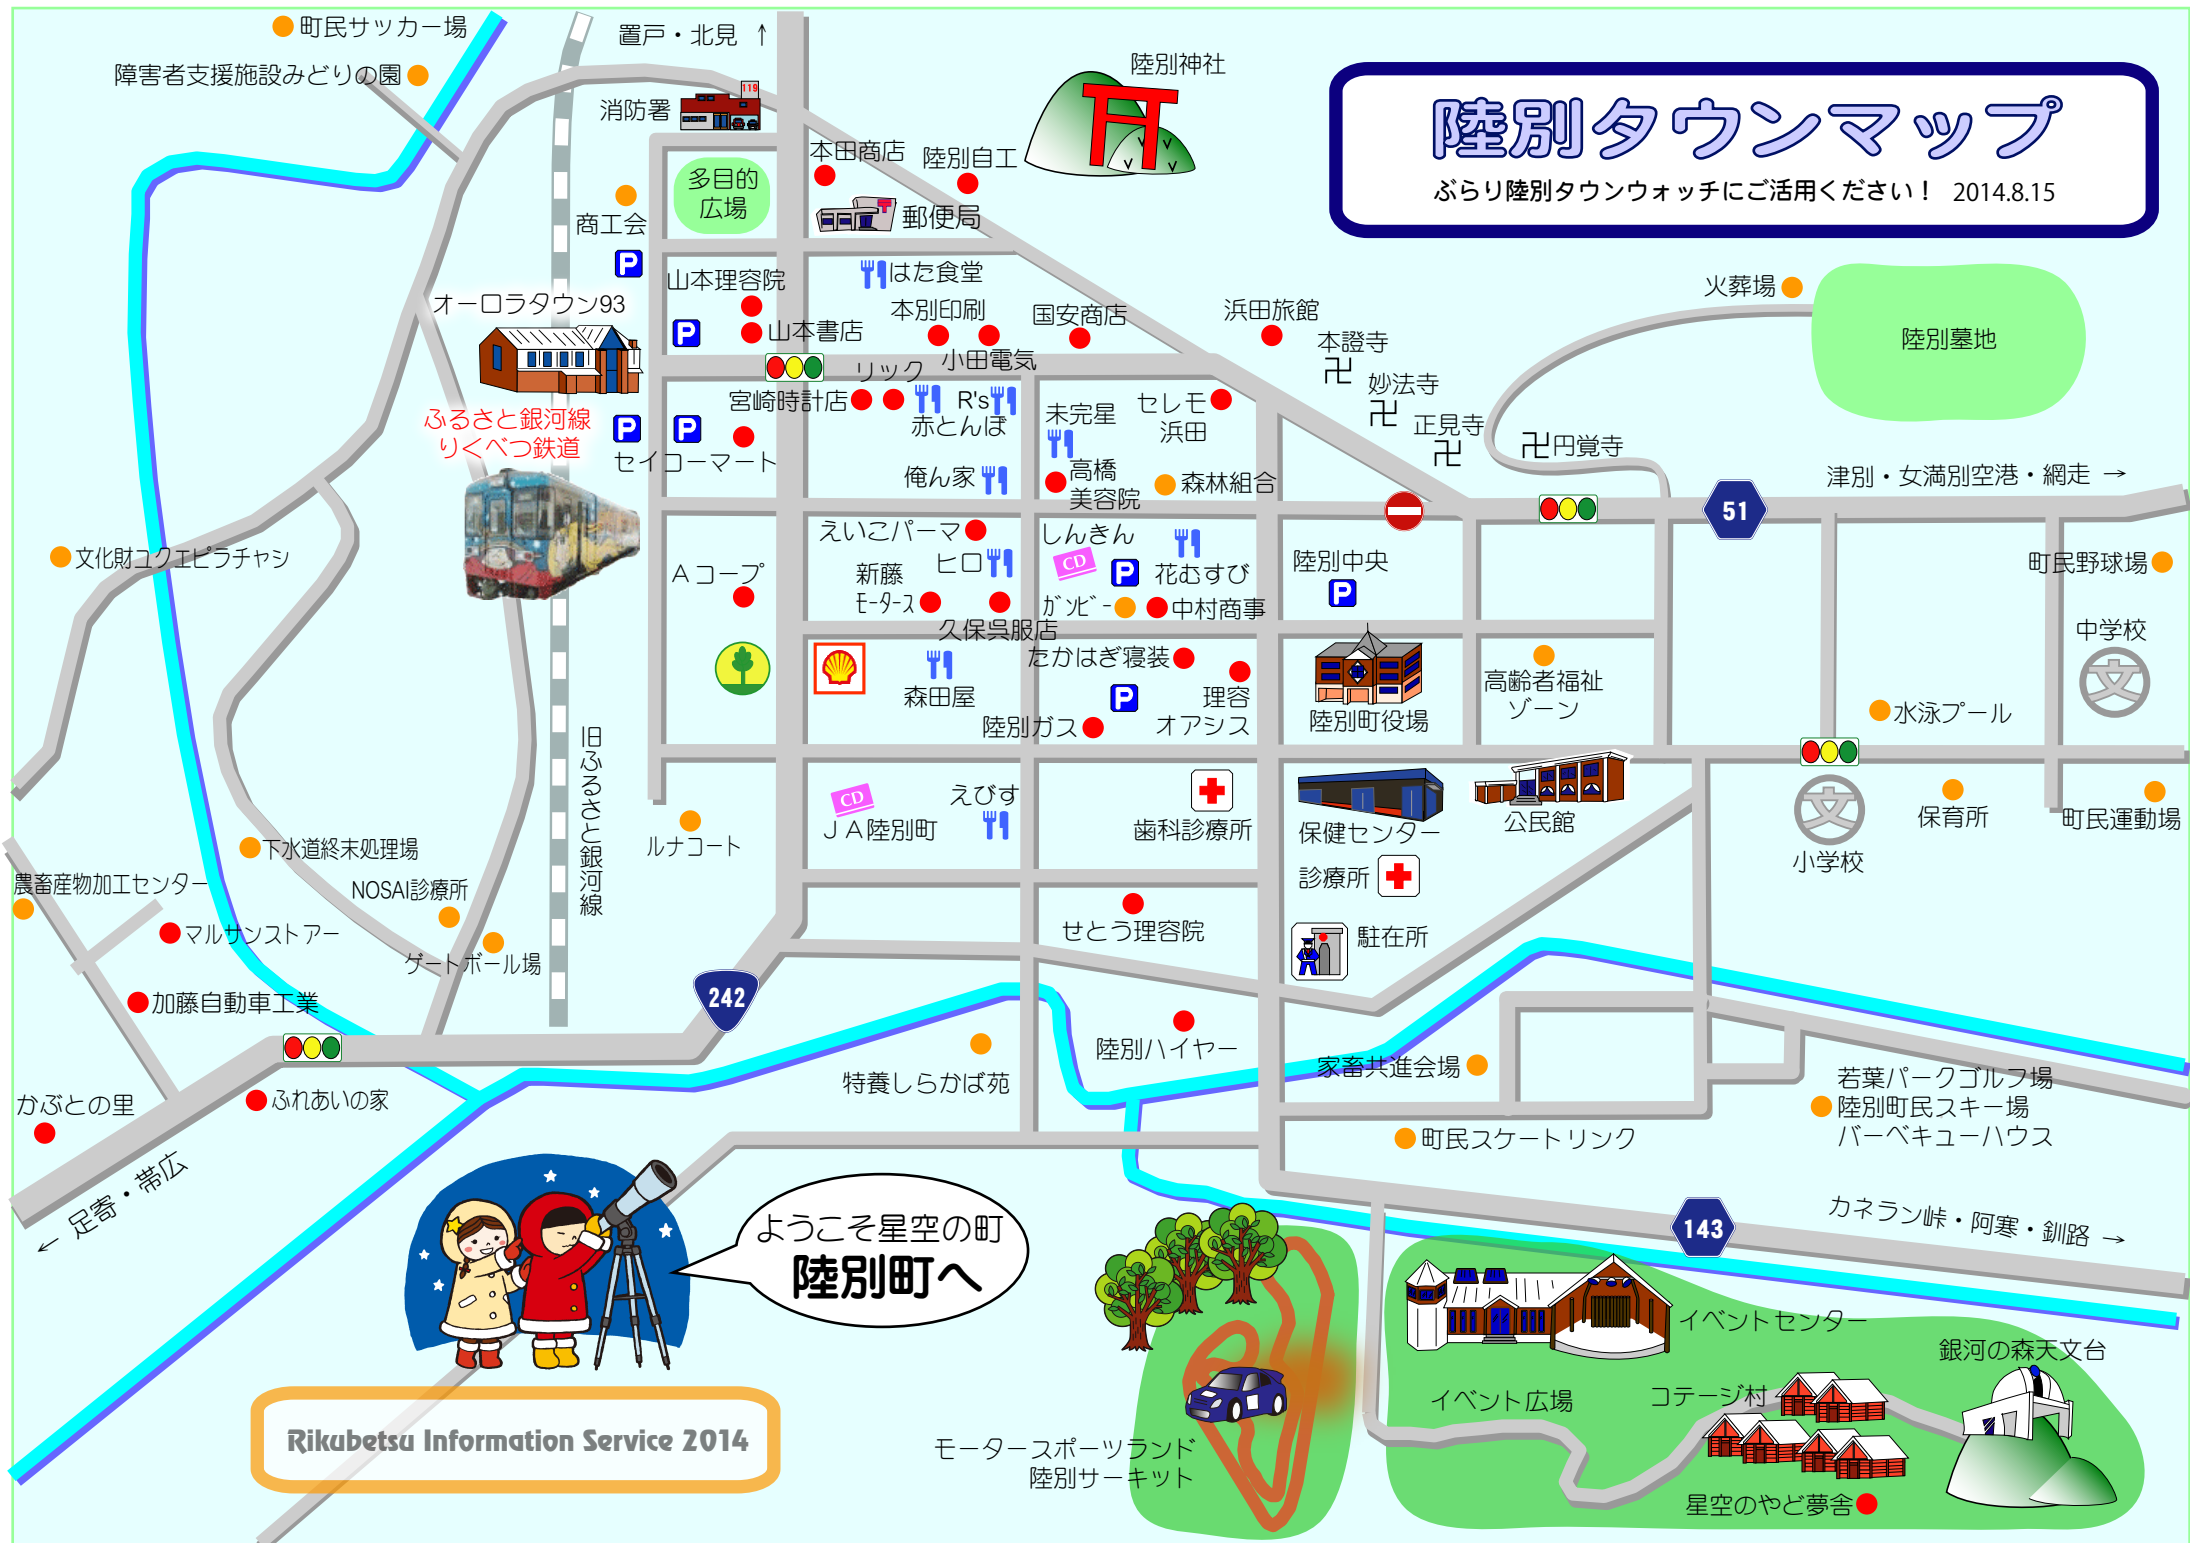 町民サッカー場
障害者支援施設みどりの園
置戸・北見 ↑
消防署
119
陸別神社
陸別タウンマップ
ぶらり陸別タウンウォッチにご活用ください！ 2014.8.15
多目的
広場
本田商店
陸別自工
商工会
P
郵便局
山本理容院
はた食堂
オーロラタウン93
P
山本書店
本別印刷
小田電気
国安商店
浜田旅館
本證寺
卍
妙法寺
卍
正見寺
卍
卍円覚寺
火葬場
陸別墓地
ふるさと銀河線
りくべつ鉄道
リック
宮崎時計店
R's
赤とんぼ
未完星
セレモ
浜田
P
P
セイコーマート
俺ん家
高橋
美容院
森林組合
津別・女満別空港・網走 →
51
文化財ユクエピラチャシ
えいこパーマ
しんきん
CD
P
花むすび
陸別中央
P
町民野球場
Aコープ
新藤
ﾓｰﾀｰｽ
ヒロ
久保呉服店
ｶﾞﾝﾋﾞｰ
中村商事
たかはぎ寝装
中学校
文
森田屋
P
理容
オアシス
陸別ガス
陸別町役場
高齢者福祉
ゾーン
水泳プール
旧ふるさと銀河線
CD
JA陸別町
えびす
歯科診療所
保健センター
公民館
文
小学校
保育所
町民運動場
ルナコート
診療所
下水道終末処理場
農畜産物加工センター
NOSAI診療所
マルサンストアー
ゲートボール場
せとう理容院
駐在所
加藤自動車工業
242
陸別ハイヤー
特養しらかば苑
家畜共進会場
若葉パークゴルフ場
陸別町民スキー場
バーベキューハウス
かぶとの里
ふれあいの家
町民スケートリンク
← 足寄・帯広
143
カネラン峠・阿寒・釧路 →
ようこそ星空の町
陸別町へ
イベントセンター
銀河の森天文台
イベント広場
コテージ村
モータースポーツランド
陸別サーキット
星空のやど夢舎
Rikubetsu Information Service 2014